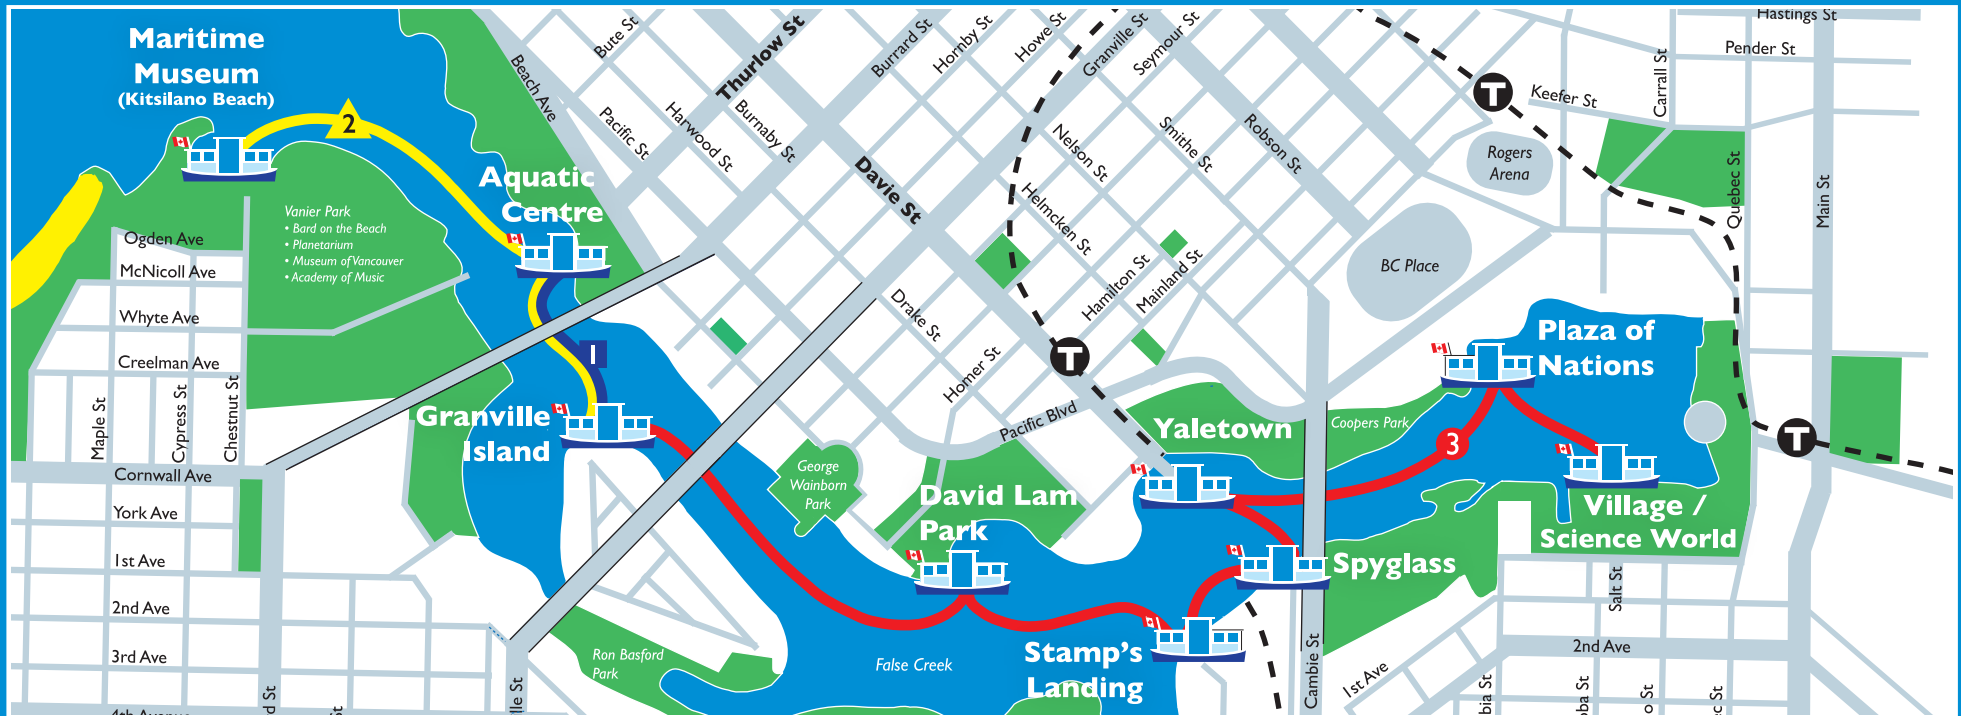 Maritime
Museum
(Kitsilano Beach)
2
Aquatic
Centre
Vanier Park
• Bard on the Beach
• Planetarium
• Museum of Vancouver
• Academy of Music
Ogden Ave
McNicoll Ave
Whyte Ave
Creelman Ave
Maple St
Cypress St
Chestnut St
Cornwall Ave
York Ave
1st Ave
2nd Ave
3rd Ave
Granville
Island
1
Beach Ave
Bute St
Pacific St
Harwood St
Thurlow St
Burnaby St
Burrard St
Hornby St
Howe St
Granville St
Seymour St
Davie St
Nelson St
Smithe St
Robson St
Helmcken St
Hamilton St
Mainland St
Drake St
Homer St
Pacific Blvd
T
T
T
Keefer St
Carrall St
Hastings St
Pender St
Quebec St
Main St
Rogers
Arena
BC Place
Plaza of
Nations
Yaletown
Coopers Park
3
Village /
Science World
George
Wainborn
Park
David Lam
Park
Spyglass
Stamp's
Landing
False Creek
Ron Basford
Park
Cambie St
1st Ave
2nd Ave
Salt St